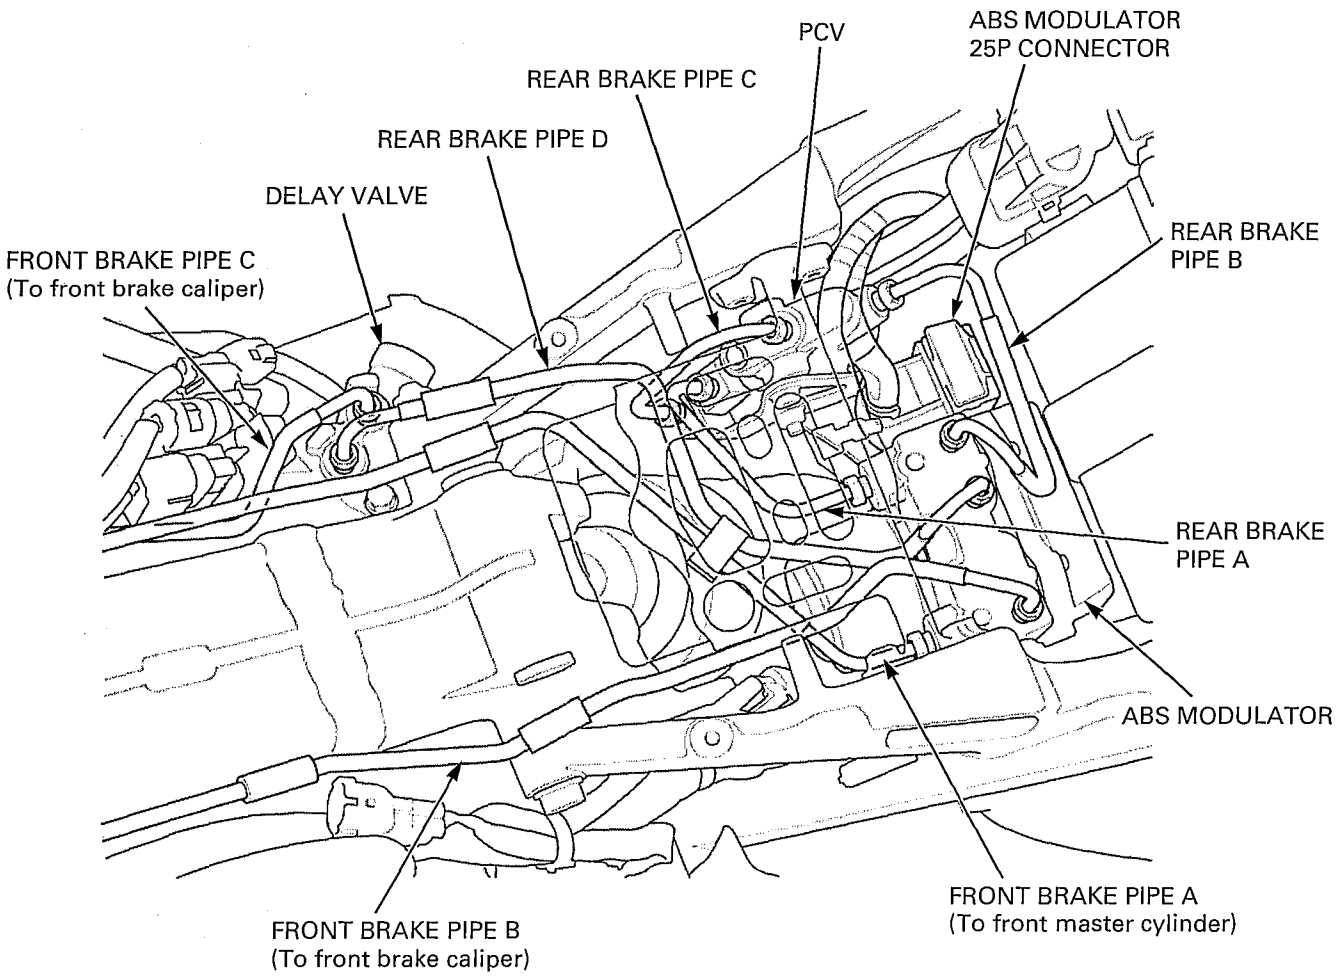 ABS MODULATOR
25P CONNECTOR
PCV
REAR BRAKE PIPE C
REAR BRAKE PIPE D
DELAY VALVE
REAR BRAKE
PIPE B
FRONT BRAKE PIPE C
(To front brake caliper)
REAR BRAKE
PIPE A
ABS MODULATOR
FRONT BRAKE PIPE A
(To front master cylinder)
FRONT BRAKE PIPE B
(To front brake caliper)